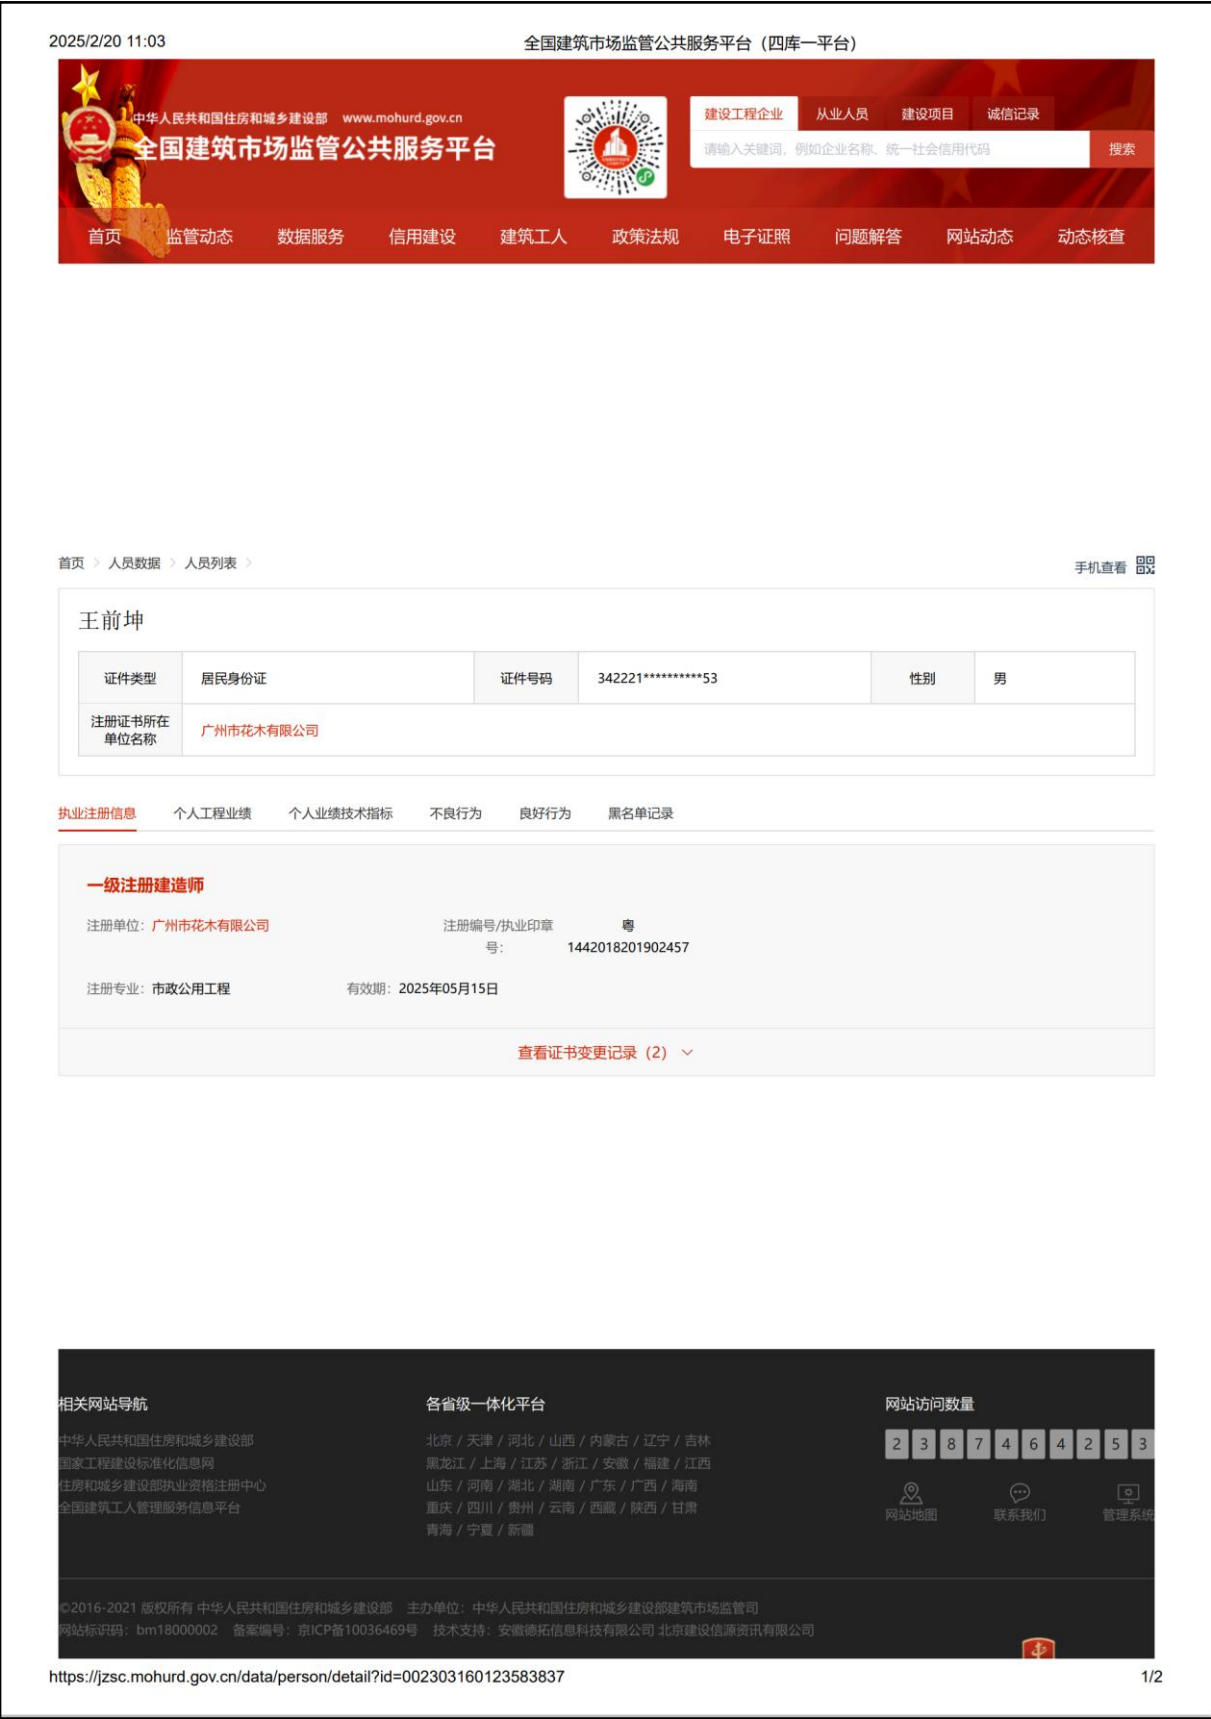 2025/2/20 11:03
全国建筑市场监管公共服务平台（四库一平台）
中华人民共和国住房和城乡建设部 www.mohurd.gov.cn
全国建筑市场监管公共服务平台
建设工程企业 从业人员 建设项目 诚信记录
请输入关键词，例如企业名称、统一社会信用代码 搜索
首页 监管动态 数据服务 信用建设 建筑工人 政策法规 电子证照 问题解答 网站动态 动态核查
首页 > 人员数据 > 人员列表 >
手机查看
王前坤
证件类型 居民身份证 证件号码 342221**********53 性别 男
注册证书所在单位名称 广州市花木有限公司
执业注册信息 个人工程业绩 个人业绩技术指标 不良行为 良好行为 黑名单记录
一级注册建造师
注册单位：广州市花木有限公司 注册编号/执业印章号： 粤1442018201902457
注册专业：市政公用工程 有效期：2025年05月15日
查看证书变更记录（2）
相关网站导航 各省级一体化平台 网站访问数量
中华人民共和国住房和城乡建设部
国家工程建设标准化信息网
住房和城乡建设部执业资格注册中心
全国建筑工人管理服务信息平台
北京 / 天津 / 河北 / 山西 / 内蒙古 / 辽宁 / 吉林
黑龙江 / 上海 / 江苏 / 浙江 / 安徽 / 福建 / 江西
山东 / 河南 / 湖北 / 湖南 / 广东 / 广西 / 海南
重庆 / 四川 / 贵州 / 云南 / 西藏 / 陕西 / 甘肃
青海 / 宁夏 / 新疆
2 3 8 7 4 6 4 2 5 3
网站地图 联系我们 管理系统
©2016-2021 版权所有 中华人民共和国住房和城乡建设部 主办单位：中华人民共和国住房和城乡建设部建筑市场监管司
网站标识码：bm18000002 备案编号：京ICP备10036469号 技术支持：安徽德拓信息科技有限公司 北京建设信源资讯有限公司
https://jzsc.mohurd.gov.cn/data/person/detail?id=002303160123583837
1/2